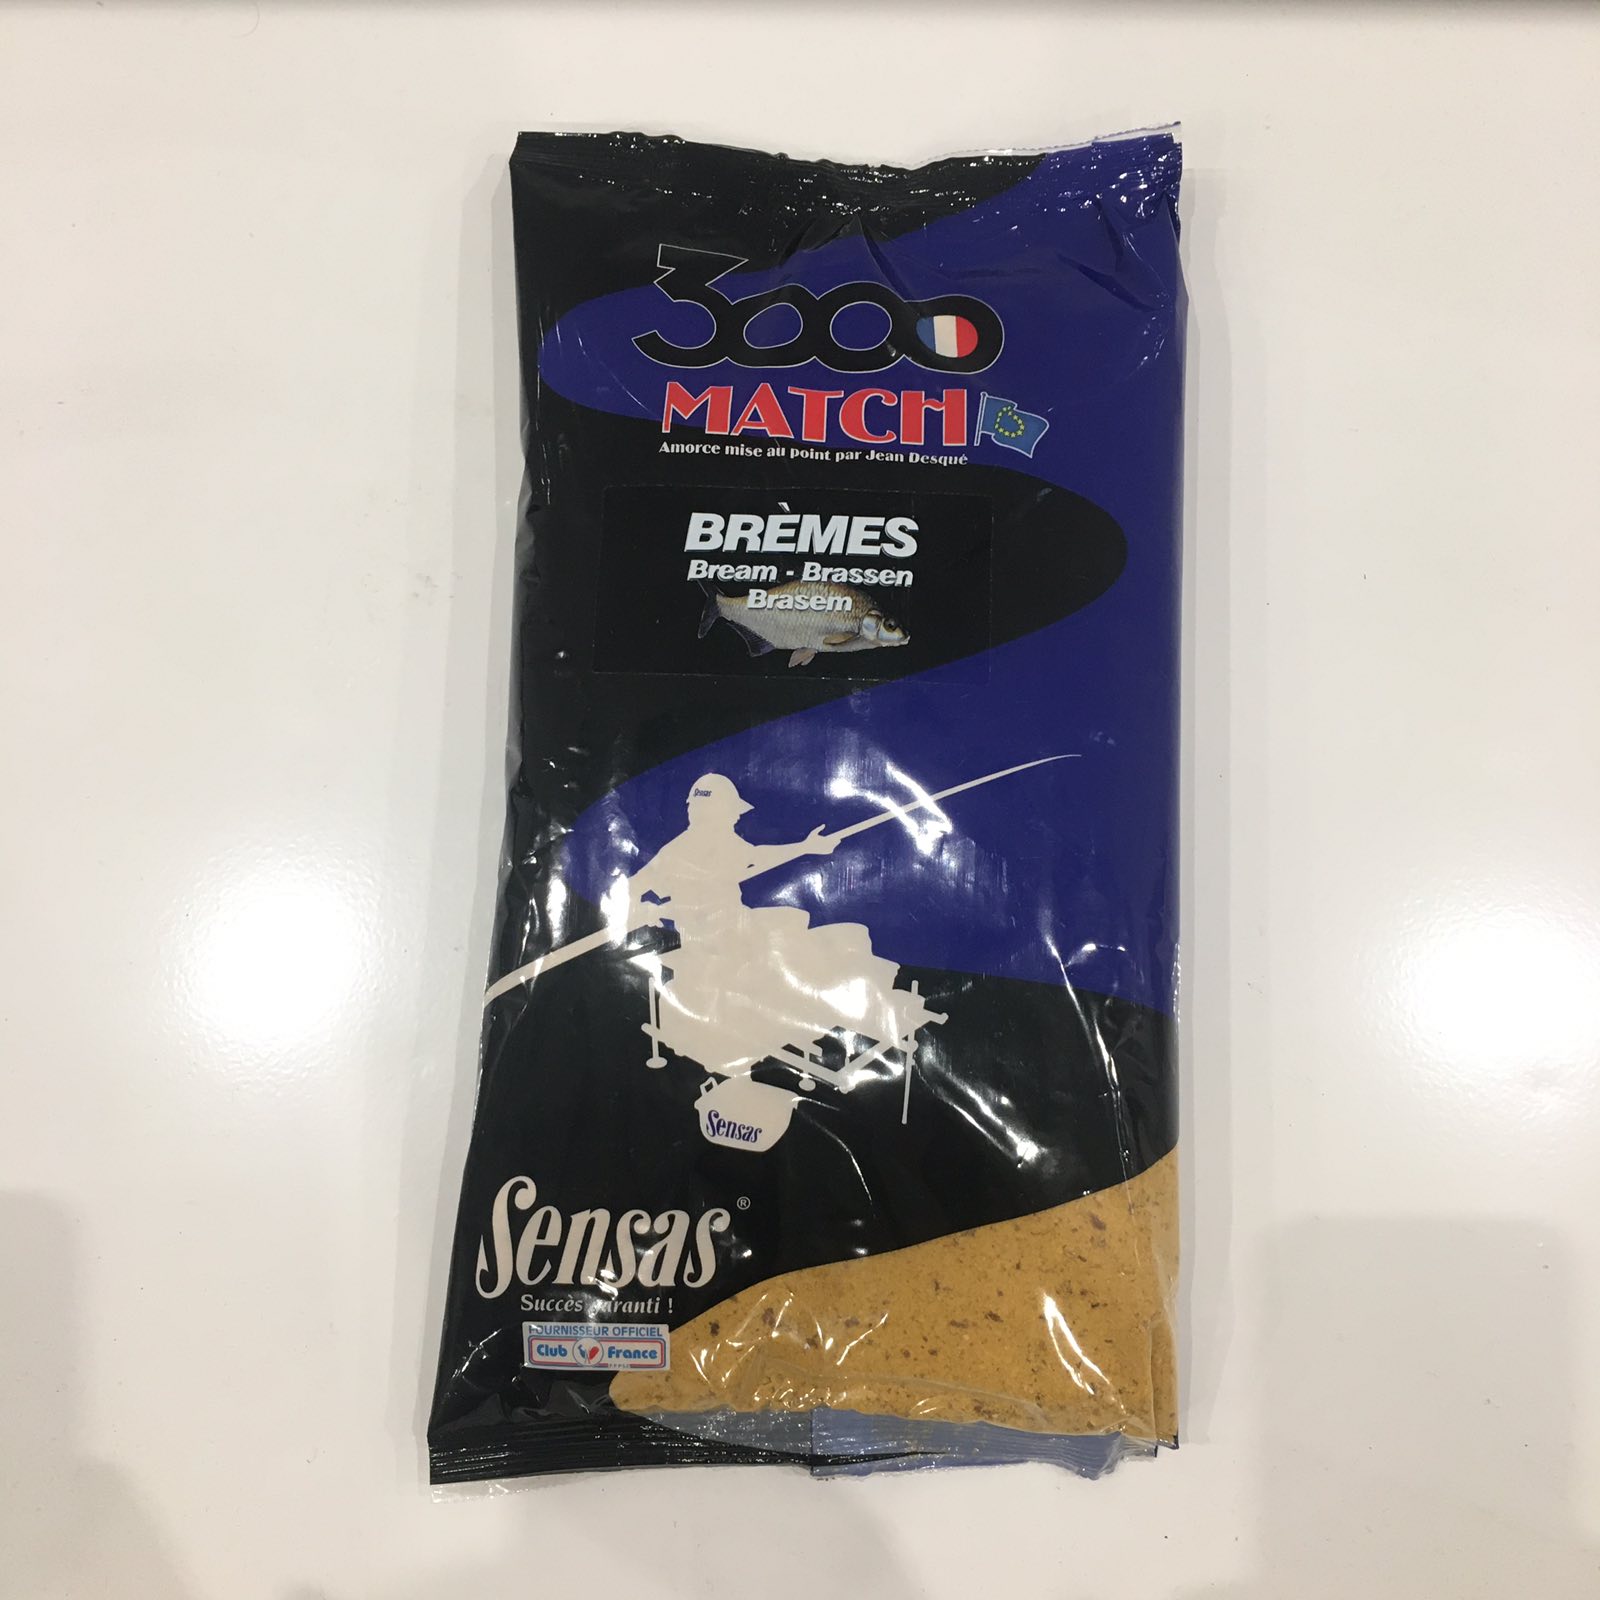 3000
MATCH
Amorce mise au point par Jean Desqué
BRÈMES
Bream - Brassen
Brasem
Sensas
Sensas
Sensas®
Succès garanti !
FOURNISSEUR OFFICIEL
Club France